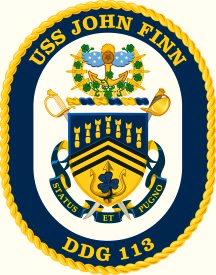 USS JOHN FINN
STATUS ET PUGNO
DDG 113